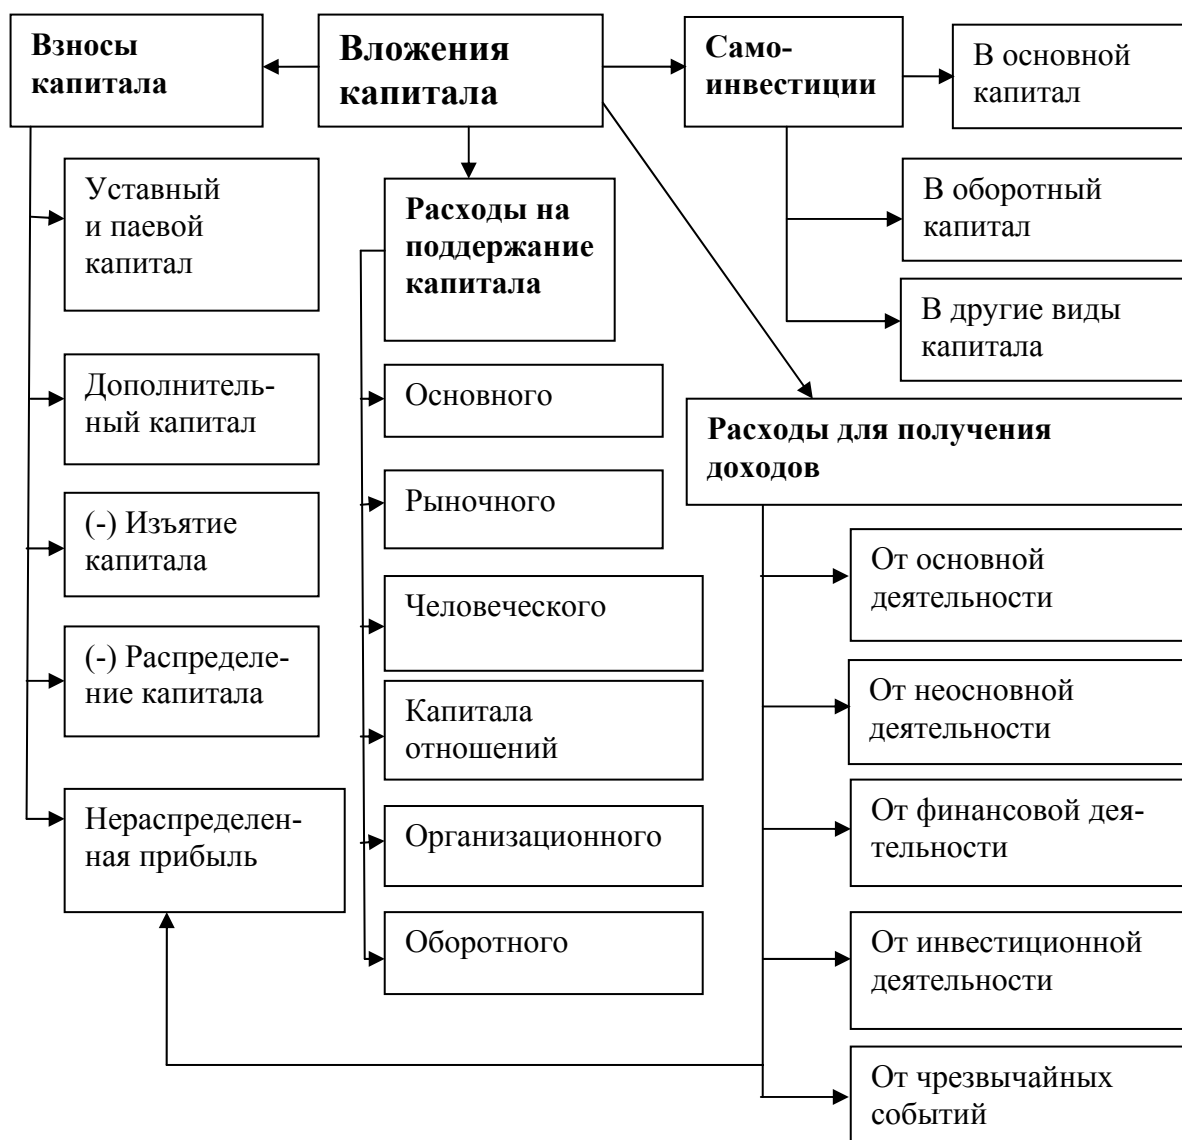 Взносы
капитала
Вложения
капитала
Само-
инвестиции
В основной
капитал
Уставный
и паевой
капитал
Расходы на
поддержание
капитала
В оборотный
капитал
В другие виды
капитала
Дополнитель-
ный капитал
Основного
Расходы для получения
доходов
(-) Изъятие
капитала
Рыночного
От основной
деятельности
(-) Распределе-
ние капитала
Человеческого
От неосновной
деятельности
Капитала
отношений
Нераспределен-
ная прибыль
Организационного
От финансовой дея-
тельности
Оборотного
От инвестиционной
деятельности
От чрезвычайных
событий